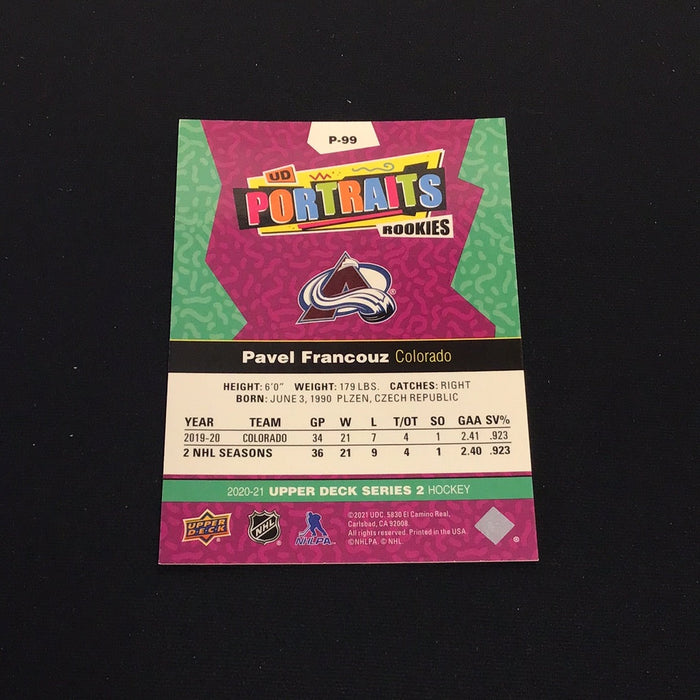 P-99
UD
PORTRAITS
ROOKIES
®
Pavel Francouz Colorado
HEIGHT: 6'0" WEIGHT: 179 LBS. CATCHES: RIGHT
BORN: JUNE 3, 1990 PLZEN, CZECH REPUBLIC
YEAR TEAM GP W L T/OT SO GAA SV%
2019-20 COLORADO 34 21 7 4 1 2.41 .923
2 NHL SEASONS 36 21 9 4 1 2.40 .923
2020-21 UPPER DECK SERIES 2 HOCKEY
UPPER DECK
NHL
NHLPA
©2021 UDC. 5830 El Camino Real,
Carlsbad, CA 92008.
All rights reserved. Printed in the USA
©NHLPA. © NHL.
®